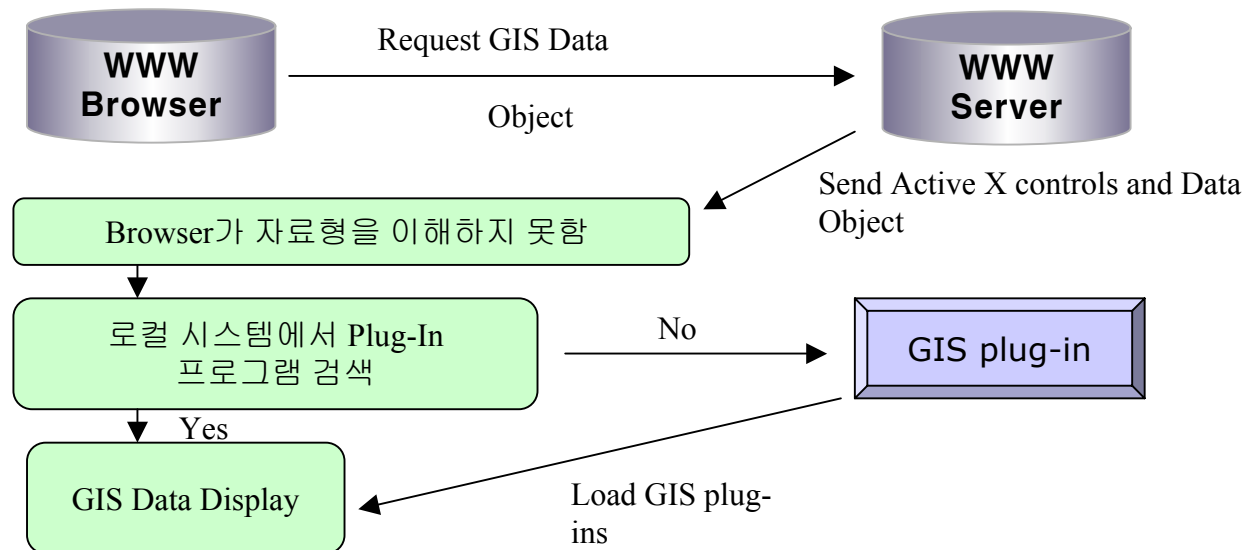 WWW
Browser
Request GIS Data
Object
WWW
Server
Send Active X controls and Data
Object
Browser가 자료형을 이해하지 못함
로컬 시스템에서 Plug-In
프로그램 검색
No
GIS plug-in
Yes
GIS Data Display
Load GIS plug-
ins